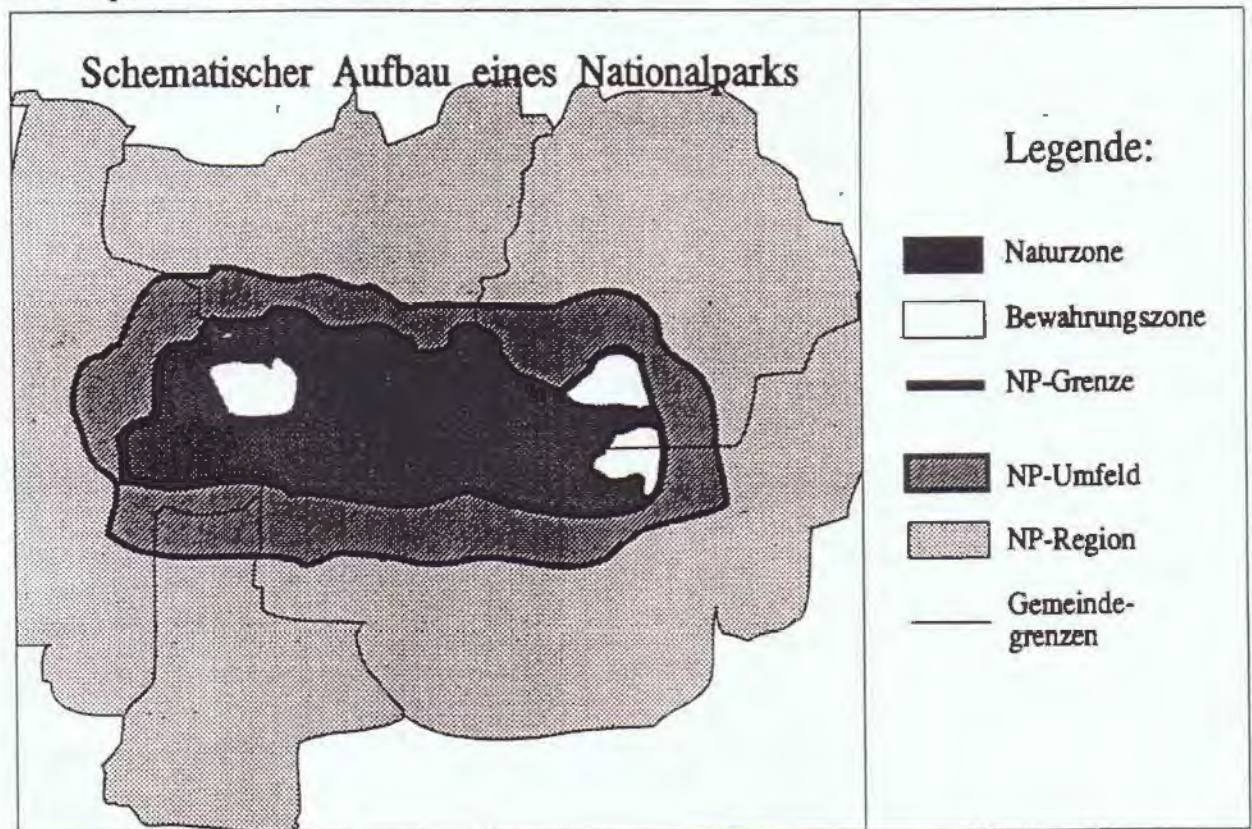 Schematischer Aufbau eines Nationalparks
Legende:
Naturzone
Bewahrungszone
NP-Grenze
NP-Umfeld
NP-Region
Gemeinde-
grenzen